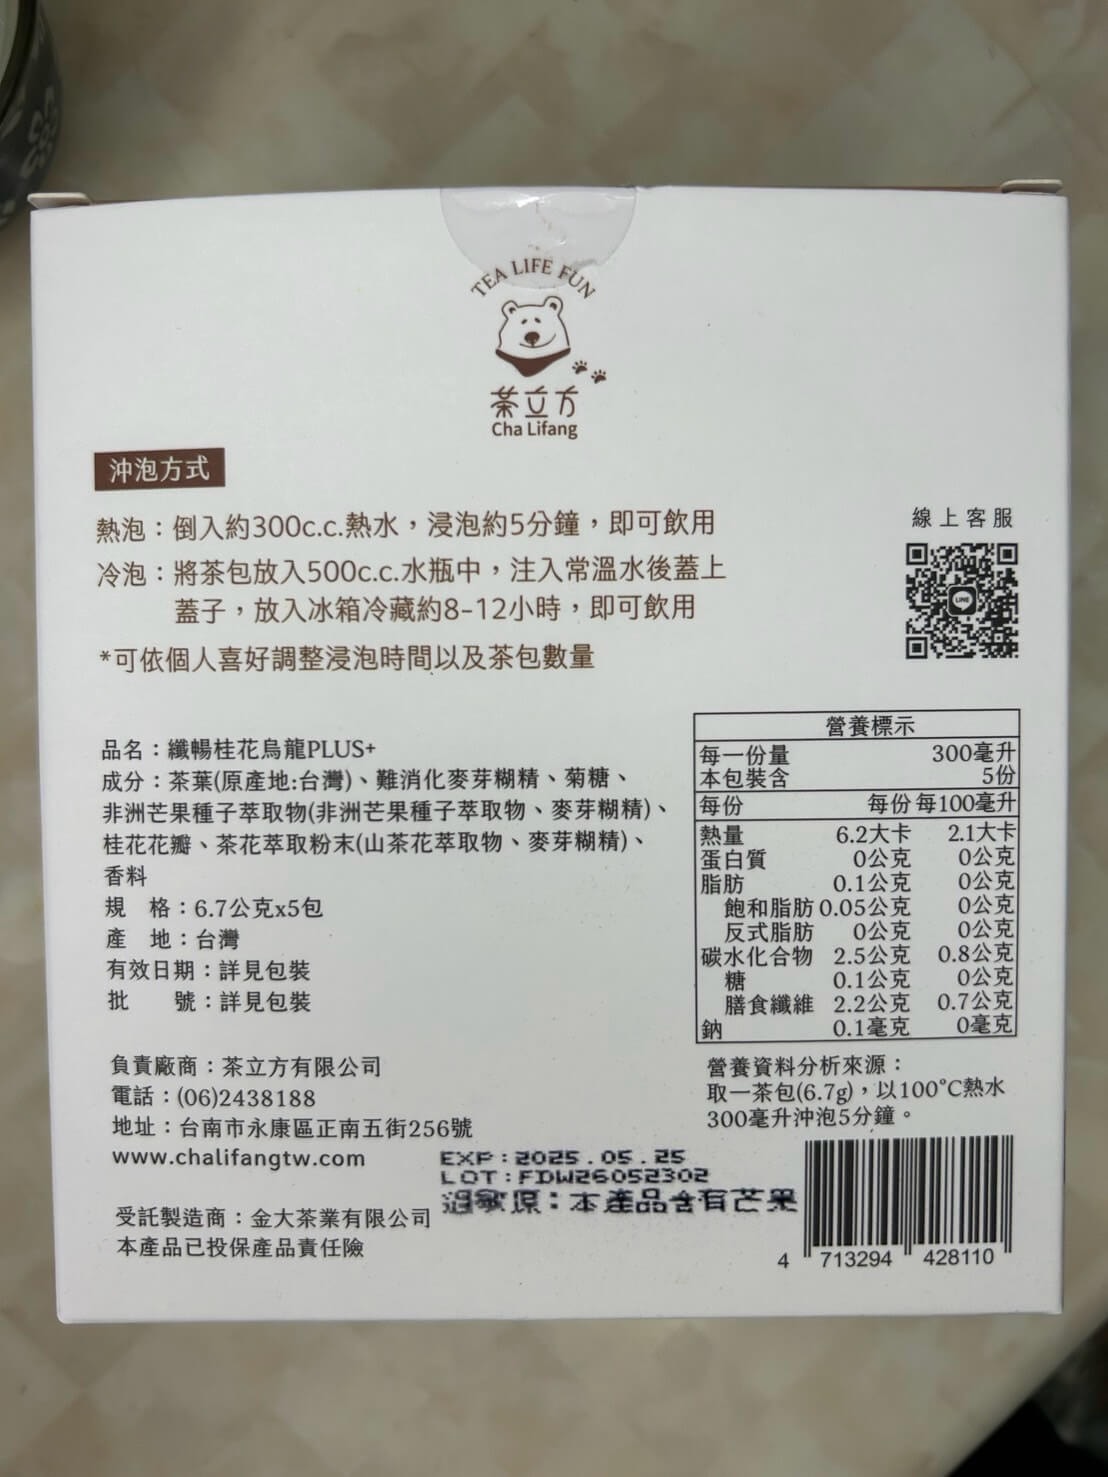 TEA LIFE FUN
茶立方
Cha Lifang
沖泡方式
熱泡：倒入約300c.c.熱水，浸泡約5分鐘，即可飲用
冷泡：將茶包放入500c.c.水瓶中，注入常溫水後蓋上
蓋子，放入冰箱冷藏約8-12小時，即可飲用
*可依個人喜好調整浸泡時間以及茶包數量
線上客服
LINE
品名：纖暢桂花烏龍PLUS+
成分：茶葉(原產地:台灣)、難消化麥芽糊精、菊糖、
非洲芒果種子萃取物(非洲芒果種子萃取物、麥芽糊精)、
桂花花瓣、茶花萃取粉末(山茶花萃取物、麥芽糊精)、
香料
規　格：6.7公克x5包
產　地：台灣
有效日期：詳見包裝
批　　號：詳見包裝
營養標示
每一份量 300毫升
本包裝含 5份
每份 每份 每100毫升
熱量 6.2大卡 2.1大卡
蛋白質 0公克 0公克
脂肪 0.1公克 0公克
飽和脂肪 0.05公克 0公克
反式脂肪 0公克 0公克
碳水化合物 2.5公克 0.8公克
糖 0.1公克 0公克
膳食纖維 2.2公克 0.7公克
鈉 0.1毫克 0毫克
營養資料分析來源：
取一茶包(6.7g)，以100°C熱水
300毫升沖泡5分鐘。
負責廠商：茶立方有限公司
電話：(06)2438188
地址：台南市永康區正南五街256號
www.chalifangtw.com
EXP:2025.05.25
LOT:FDW26052302
過敏原：本產品含有芒果
受託製造商：金大茶業有限公司
本產品已投保產品責任險
4 713294 428110